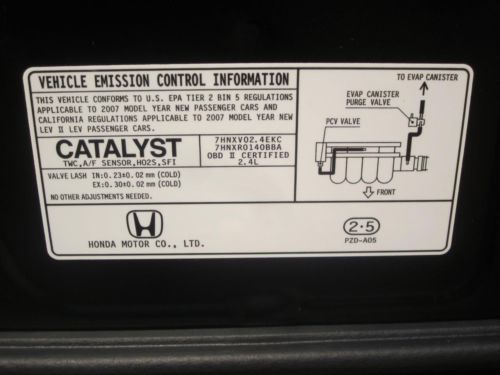 VEHICLE EMISSION CONTROL INFORMATION
THIS VEHICLE CONFORMS TO U.S. EPA TIER 2 BIN 5 REGULATIONS
APPLICABLE TO 2007 MODEL YEAR NEW PASSENGER CARS AND
CALIFORNIA REGULATIONS APPLICABLE TO 2007 MODEL YEAR NEW
LEV II LEV PASSENGER CARS.
CATALYST
TWC,A/F SENSOR,HO2S,SFI
7HNXV02.4EKC
7HNXR0140BBA
OBD II CERTIFIED
2.4L
VALVE LASH IN:0.23±0.02 mm (COLD)
EX:0.30±0.02 mm (COLD)
NO OTHER ADJUSTMENTS NEEDED.
HONDA MOTOR CO., LTD.
TO EVAP CANISTER
EVAP CANISTER
PURGE VALVE
PCV VALVE
FRONT
2·5
PZD-A05